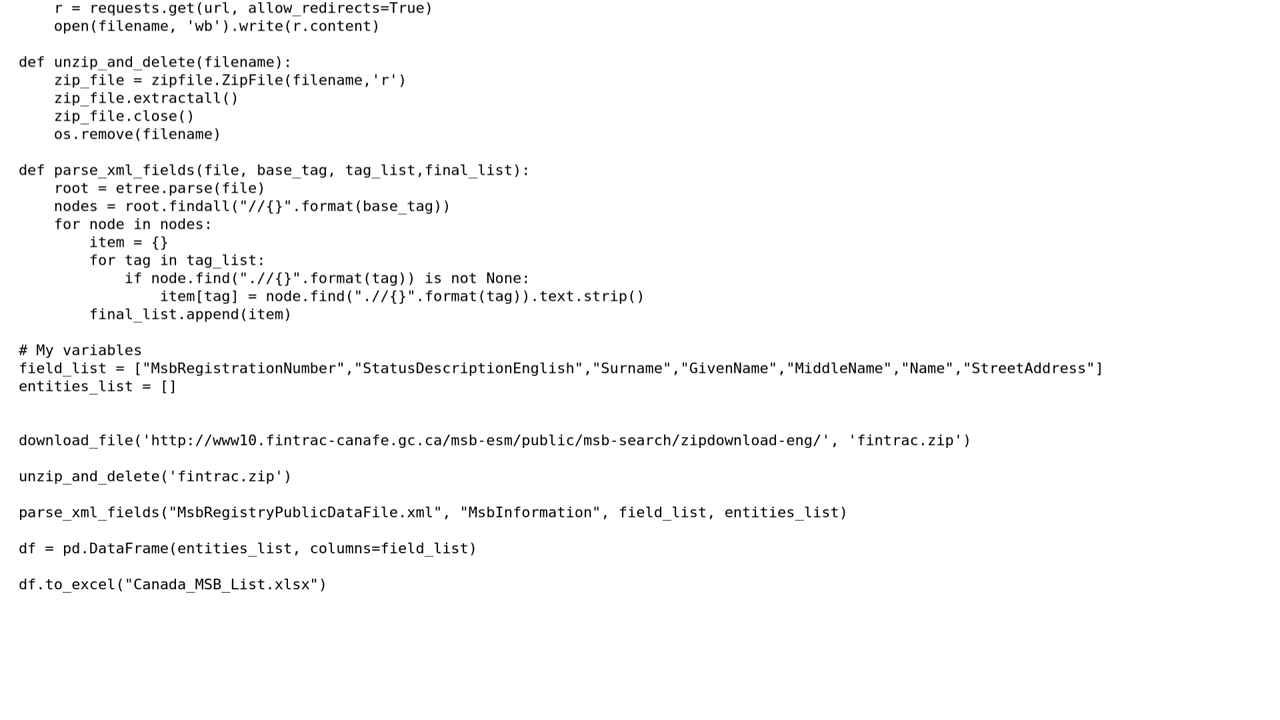 r = requests.get(url, allow_redirects=True)
    open(filename, 'wb').write(r.content)

def unzip_and_delete(filename):
    zip_file = zipfile.ZipFile(filename,'r')
    zip_file.extractall()
    zip_file.close()
    os.remove(filename)

def parse_xml_fields(file, base_tag, tag_list,final_list):
    root = etree.parse(file)
    nodes = root.findall("//{}".format(base_tag))
    for node in nodes:
        item = {}
        for tag in tag_list:
            if node.find(".//{}".format(tag)) is not None:
                item[tag] = node.find(".//{}".format(tag)).text.strip()
        final_list.append(item)

# My variables
field_list = ["MsbRegistrationNumber","StatusDescriptionEnglish","Surname","GivenName","MiddleName","Name","StreetAddress"]
entities_list = []


download_file('http://www10.fintrac-canafe.gc.ca/msb-esm/public/msb-search/zipdownload-eng/', 'fintrac.zip')

unzip_and_delete('fintrac.zip')

parse_xml_fields("MsbRegistryPublicDataFile.xml", "MsbInformation", field_list, entities_list)

df = pd.DataFrame(entities_list, columns=field_list)

df.to_excel("Canada_MSB_List.xlsx")